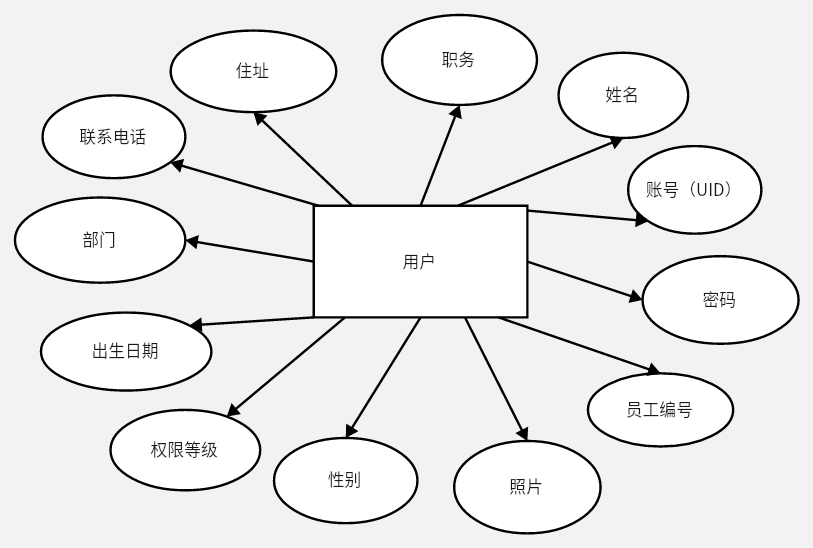 职务
住址
姓名
联系电话
账号（UID）
部门
用户
密码
出生日期
员工编号
权限等级
性别
照片